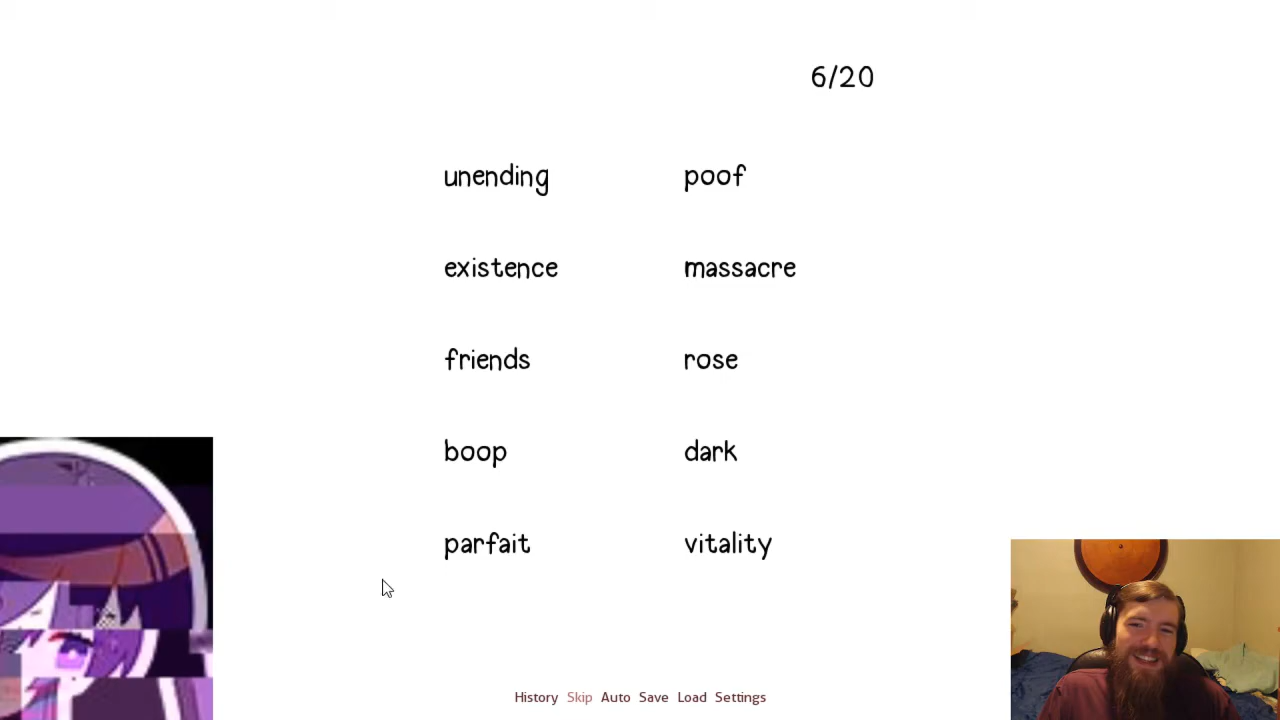 6/20
unending poof
existence massacre
friends rose
boop dark
parfait vitality
History Skip Auto Save Load Settings